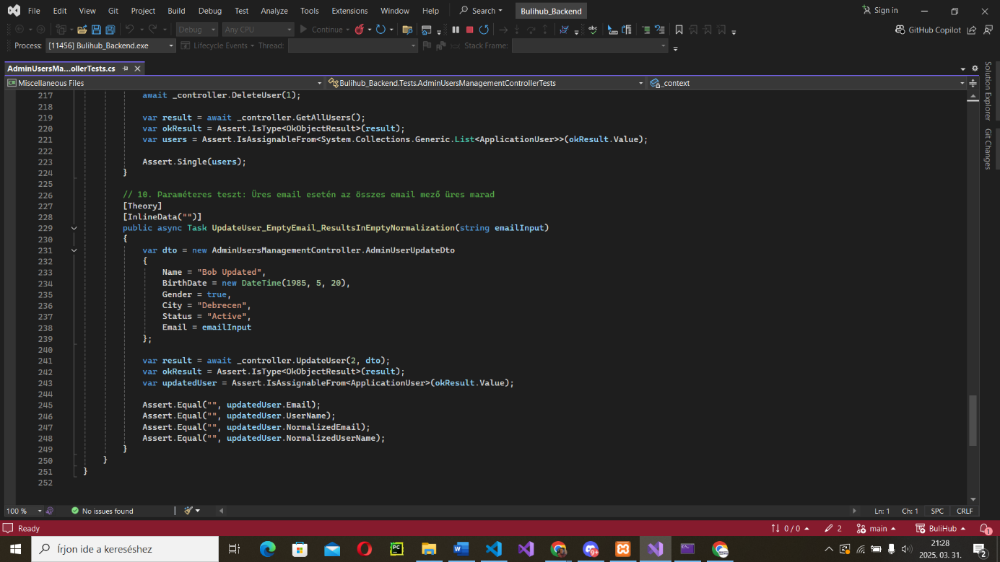 File Edit View Git Project Build Debug Test Analyze Tools Extensions Window Help Search Bulihub_Backend Sign in
Debug Any CPU Continue GitHub Copilot
Process: [11456] Bulihub_Backend.exe Lifecycle Events Thread: Stack Frame:
AdminUsersMa...ollerTests.cs
Miscellaneous Files Bulihub_Backend.Tests.AdminUsersManagementControllerTests _context
217 await _controller.DeleteUser(1);
218
219 var result = await _controller.GetAllUsers();
220 var okResult = Assert.IsType<OkObjectResult>(result);
221 var users = Assert.IsAssignableFrom<System.Collections.Generic.List<ApplicationUser>>(okResult.Value);
222
223 Assert.Single(users);
224 }
225
226 // 10. Paraméteres teszt: Üres email esetén az összes email mező üres marad
227 [Theory]
228 [InlineData("")]
229 public async Task UpdateUser_EmptyEmail_ResultsInEmptyNormalization(string emailInput)
230 {
231 var dto = new AdminUsersManagementController.AdminUserUpdateDto
232 {
233 Name = "Bob Updated",
234 BirthDate = new DateTime(1985, 5, 20),
235 Gender = true,
236 City = "Debrecen",
237 Status = "Active",
238 Email = emailInput
239 };
240
241 var result = await _controller.UpdateUser(2, dto);
242 var okResult = Assert.IsType<OkObjectResult>(result);
243 var updatedUser = Assert.IsAssignableFrom<ApplicationUser>(okResult.Value);
244
245 Assert.Equal("", updatedUser.Email);
246 Assert.Equal("", updatedUser.UserName);
247 Assert.Equal("", updatedUser.NormalizedEmail);
248 Assert.Equal("", updatedUser.NormalizedUserName);
249 }
250 }
251 }
252
Solution Explorer
Git Changes
100 % No issues found Ln: 1 Ch: 1 SPC CRLF
Ready 0 / 0 2 main BuliHub 1
Írjon ide a kereséshez
21:28
2025. 03. 31.
2